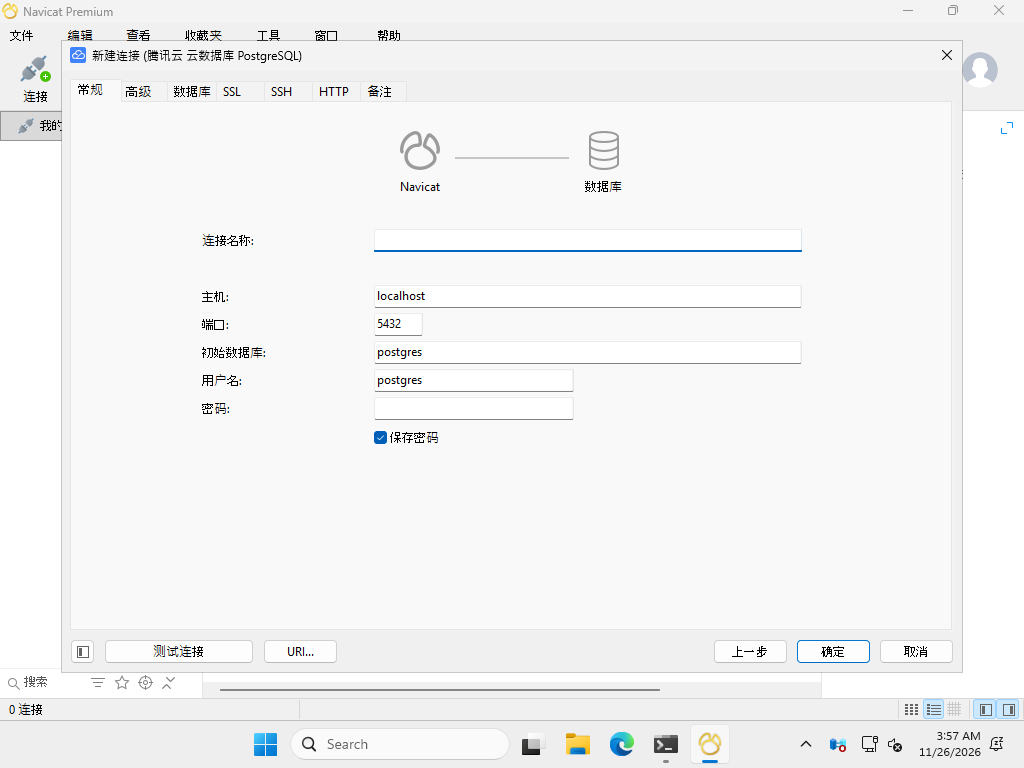 Navicat Premium
文件 编辑 查看 收藏夹 工具 窗口 帮助
新建连接 (腾讯云 云数据库 PostgreSQL)
连接
常规 高级 数据库 SSL SSH HTTP 备注
我的
Navicat 数据库
连接名称:
主机: localhost
端口: 5432
初始数据库: postgres
用户名: postgres
密码:
保存密码
测试连接 URI... 上一步 确定 取消
搜索
0 连接
Search
3:57 AM
11/26/2026